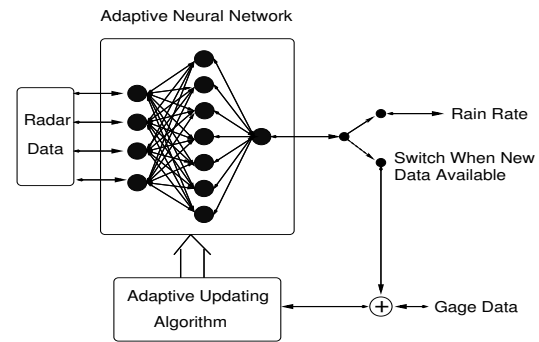 Adaptive Neural Network
Radar
Data
Rain Rate
Switch When New
Data Available
Adaptive Updating
Algorithm
+
Gage Data